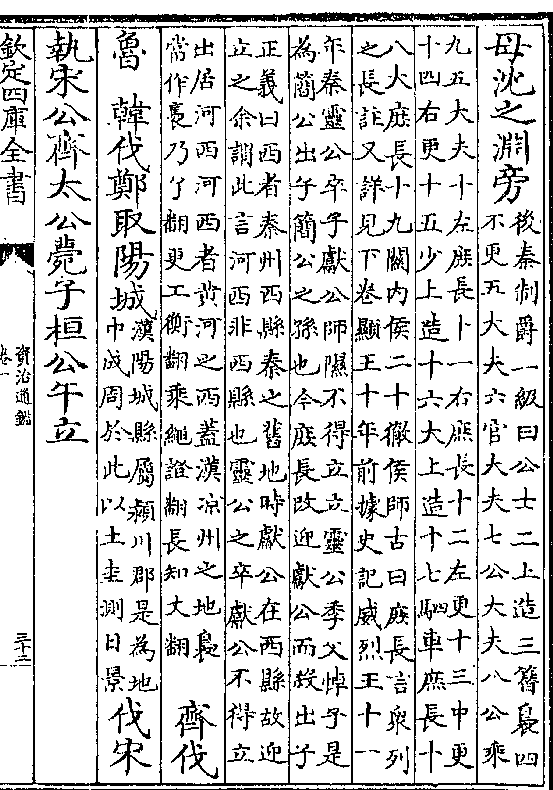 母沈之淵旁後秦制爵一級曰公士二上造三簪裊四
不更五大夫六官大夫七公大夫八公乘
九五大夫十左庶長十一右庶長十二左更十三中更
十四右更十五少上造十六大上造十七駟車庶長十
八大庶長十九關內侯二十徹侯師古曰庶長言衆列
之長註又詳見下卷顯王十年前據史記威烈王十一
年秦靈公卒子獻公師隰不得立立靈公季父悼子是
為簡公出子簡公之孫也今庶長改迎獻公而殺出子
正義曰西者秦州西縣秦之舊地時獻公在西縣故迎
立之余謂此言河西非西縣也靈公之卒獻公不得立
出居河西河西者黃河之西蓋漢涼州之地裊
當作褭乃了翻更工衡翻乘繩證翻長知丈翻 齊伐
魯 韓伐鄭取陽城漢陽城縣屬潁川郡是為地
中成周於此以土圭測日景 伐宋
執宋公齊太公薨子桓公午立
欽定四庫全書
資治通鑑
卷一
三十二